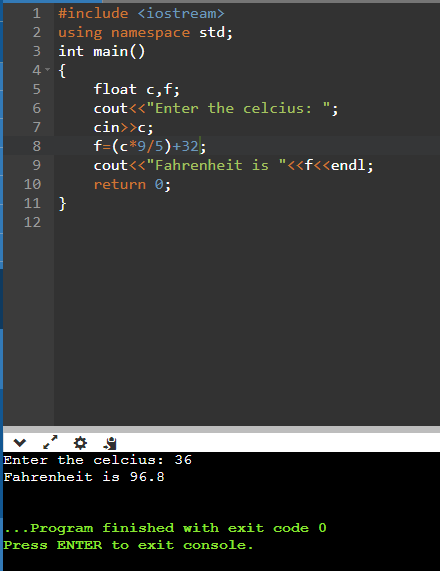 1 #include <iostream>
2 using namespace std;
3 int main()
4 {
5     float c,f;
6     cout<<"Enter the celcius: ";
7     cin>>c;
8     f=(c*9/5)+32;
9     cout<<"Fahrenheit is "<<f<<endl;
10     return 0;
11 }
12
Enter the celcius: 36
Fahrenheit is 96.8
...Program finished with exit code 0
Press ENTER to exit console.